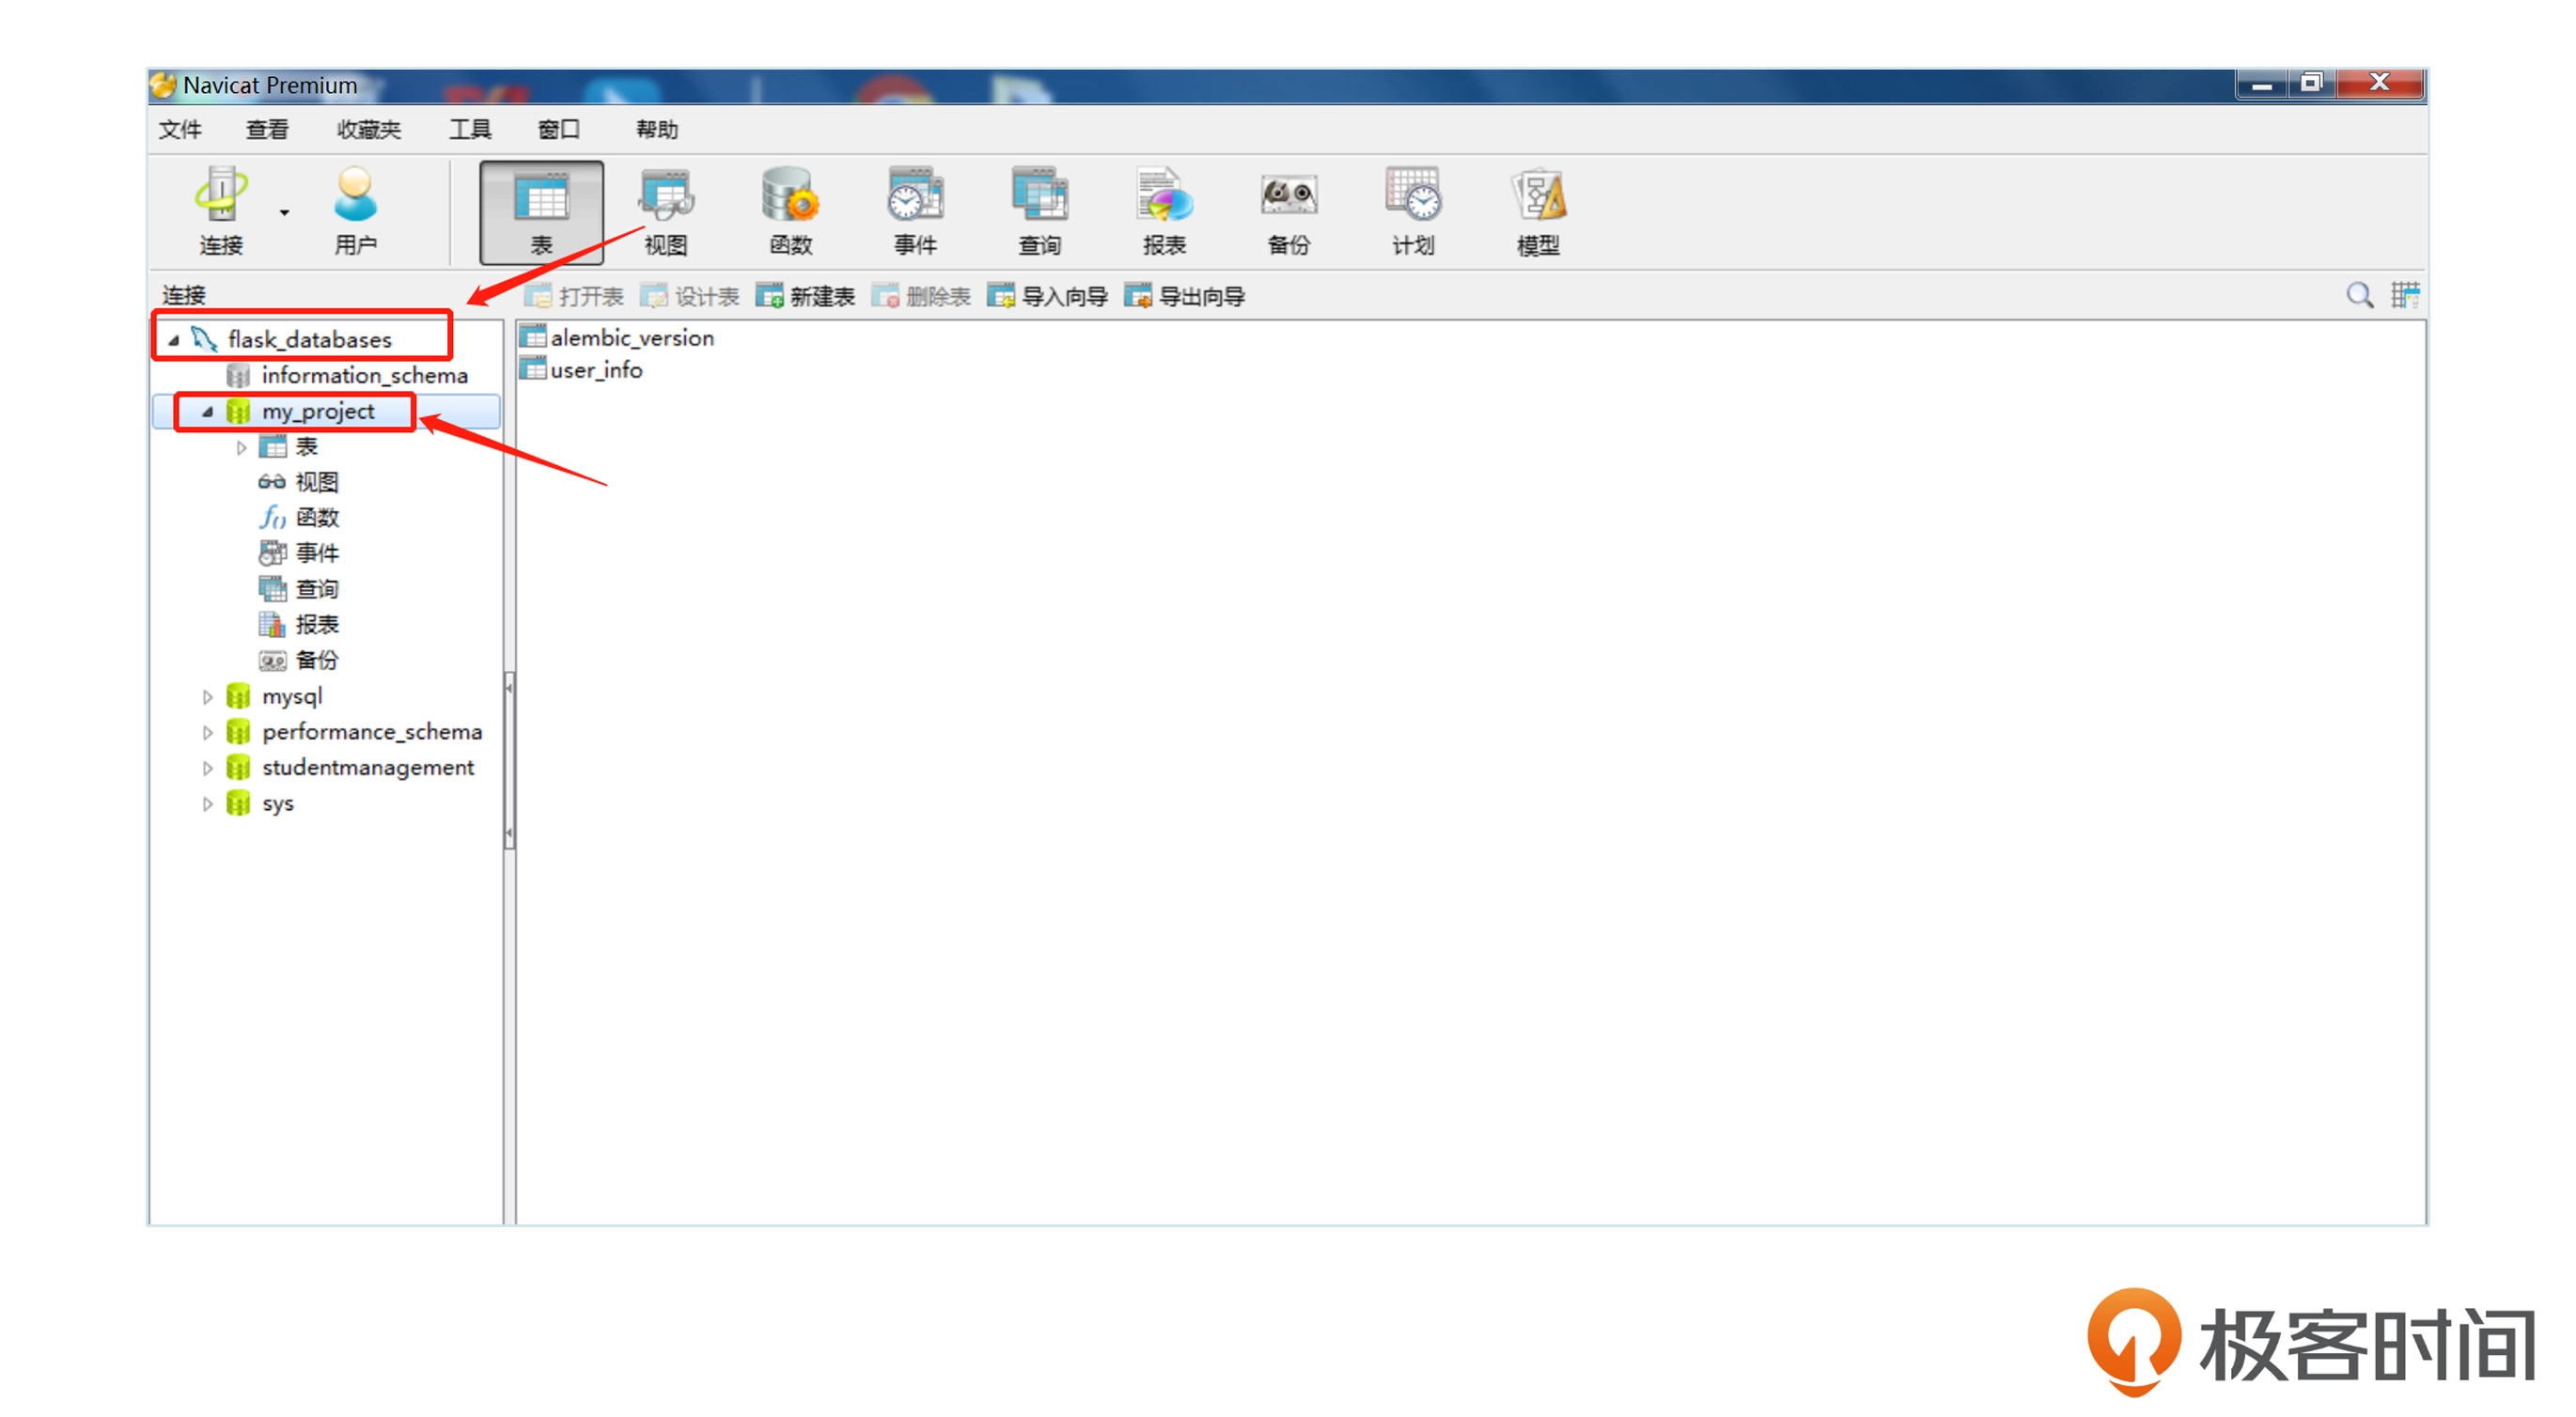 Navicat Premium
文件 查看 收藏夹 工具 窗口 帮助
连接 用户 表 视图 函数 事件 查询 报表 备份 计划 模型
连接 打开表 设计表 新建表 删除表 导入向导 导出向导
flask_databases
information_schema
my_project
表
视图
函数
事件
查询
报表
备份
mysql
performance_schema
studentmanagement
sys
alembic_version
user_info
极客时间